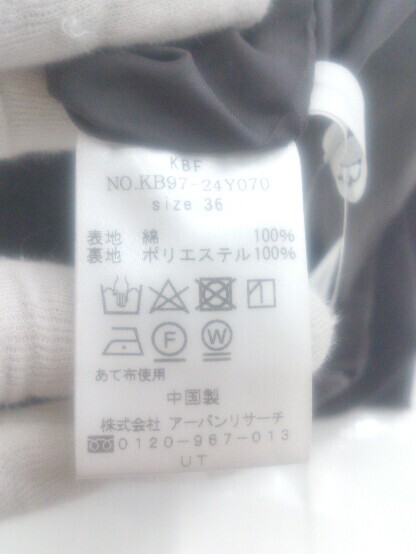 KBF
NO.KB97-24Y070
size 36
表地 綿 100%
裏地 ポリエステル100%
F W
あて布使用
中国製
株式会社 アーバンリサーチ
0120-967-013
UT